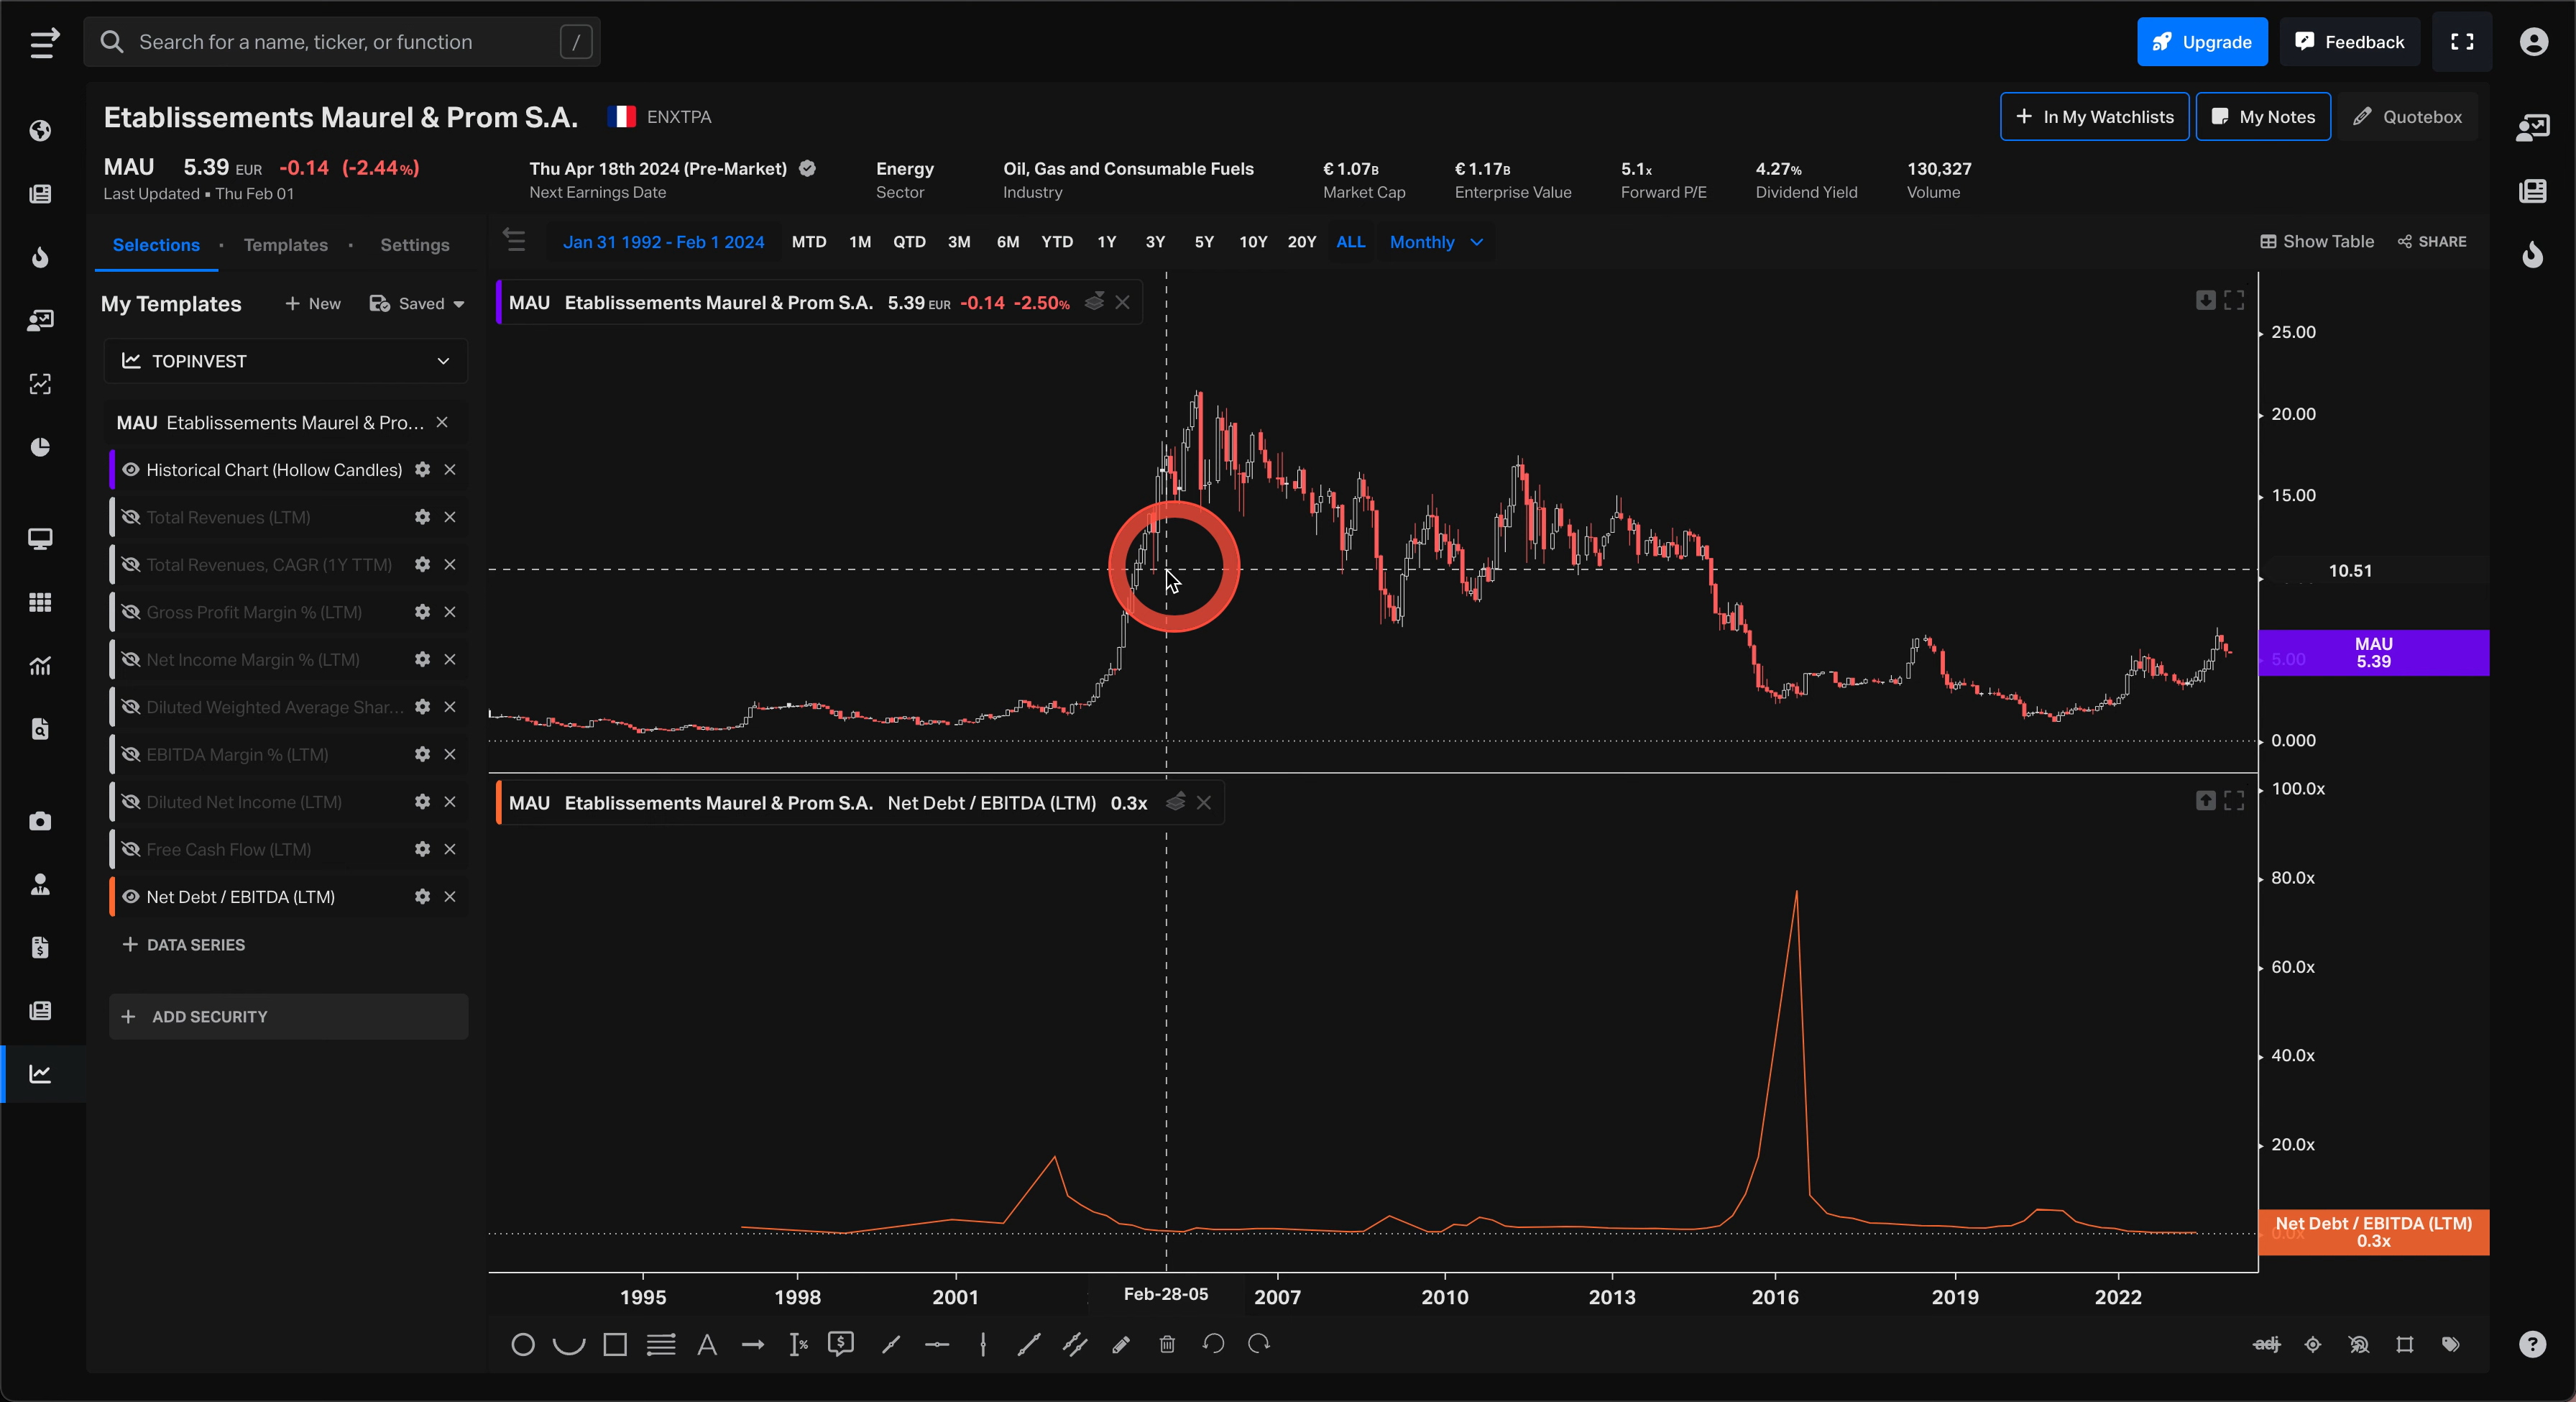 Search for a name, ticker, or function /
Upgrade
Feedback
Etablissements Maurel & Prom S.A. ENXTPA
In My Watchlists
My Notes
Quotebox
MAU 5.39 EUR -0.14 (-2.44%)
Last Updated ▪ Thu Feb 01
Thu Apr 18th 2024 (Pre-Market)
Next Earnings Date
Energy
Sector
Oil, Gas and Consumable Fuels
Industry
€ 1.07B
Market Cap
€ 1.17B
Enterprise Value
5.1x
Forward P/E
4.27%
Dividend Yield
130,327
Volume
Selections · Templates · Settings
Jan 31 1992 - Feb 1 2024 MTD 1M QTD 3M 6M YTD 1Y 3Y 5Y 10Y 20Y ALL Monthly
Show Table SHARE
My Templates + New Saved
TOPINVEST
MAU Etablissements Maurel & Pro...
Historical Chart (Hollow Candles)
Total Revenues (LTM)
Total Revenues, CAGR (1Y TTM)
Gross Profit Margin % (LTM)
Net Income Margin % (LTM)
Diluted Weighted Average Shar...
EBITDA Margin % (LTM)
Diluted Net Income (LTM)
Free Cash Flow (LTM)
Net Debt / EBITDA (LTM)
+ DATA SERIES
+ ADD SECURITY
MAU Etablissements Maurel & Prom S.A. 5.39 EUR -0.14 -2.50%
25.00
20.00
15.00
10.51
5.00
MAU
5.39
0.000
MAU Etablissements Maurel & Prom S.A. Net Debt / EBITDA (LTM) 0.3x
100.0x
80.0x
60.0x
40.0x
20.0x
0.0x
Net Debt / EBITDA (LTM)
0.3x
1995 1998 2001 Feb-28-05 2007 2010 2013 2016 2019 2022
A
%
$
adj
?